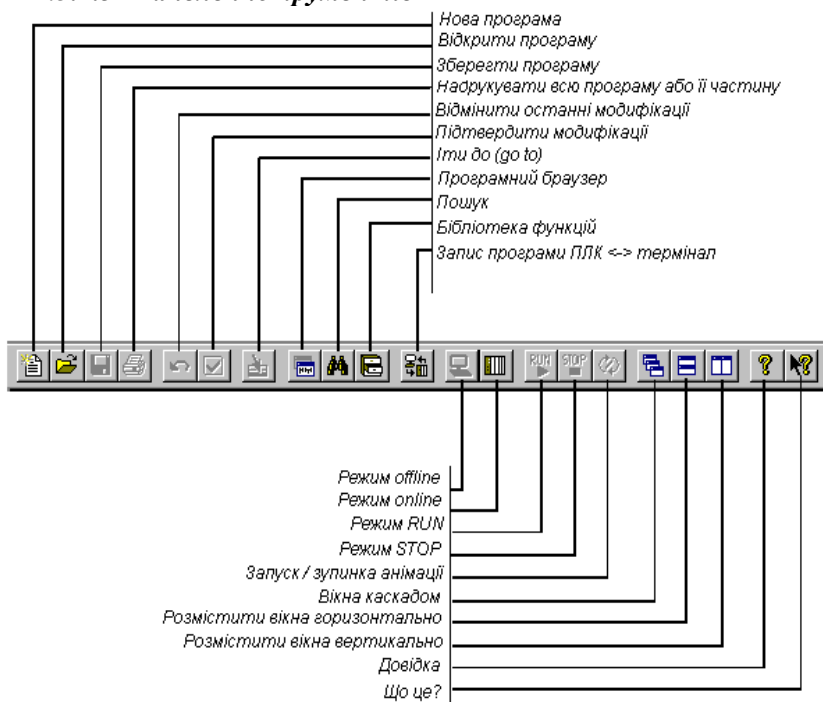 Нова програма
Відкрити програму
Зберегти програму
Надрукувати всю програму або її частину
Відмінити останні модифікації
Підтвердити модифікації
Іти до (go to)
Програмний браузер
Пошук
Бібліотека функцій
Запис програми ПЛК <-> термінал
RUN STOP
Режим offline
Режим online
Режим RUN
Режим STOP
Запуск / зупинка анімації
Вікна каскадом
Розмістити вікна горизонтально
Розмістити вікна вертикально
Довідка
Що це?